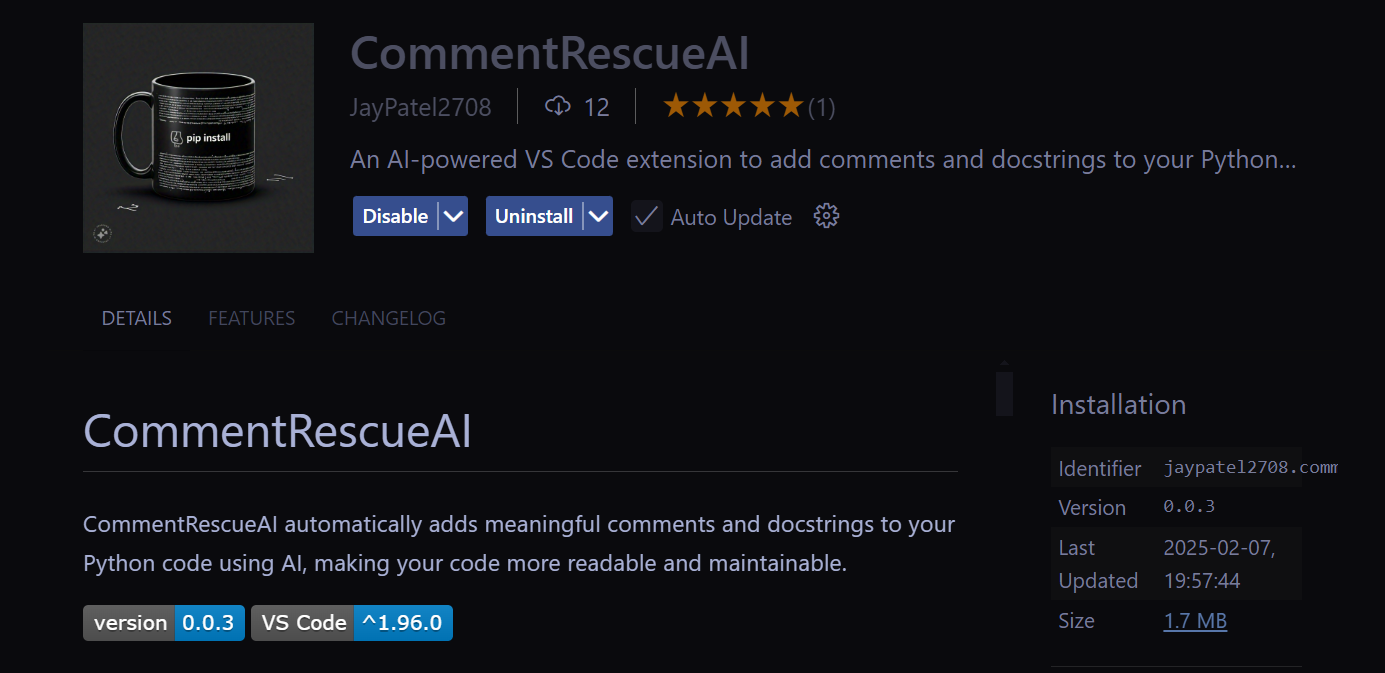 CommentRescueAI
JayPatel2708 12 (1)
An AI-powered VS Code extension to add comments and docstrings to your Python...
Disable Uninstall Auto Update
pip install
DETAILS FEATURES CHANGELOG
CommentRescueAI
CommentRescueAI automatically adds meaningful comments and docstrings to your
Python code using AI, making your code more readable and maintainable.
version 0.0.3 VS Code ^1.96.0
Installation
Identifier jaypatel2708.comm
Version 0.0.3
Last 2025-02-07,
Updated 19:57:44
Size 1.7 MB